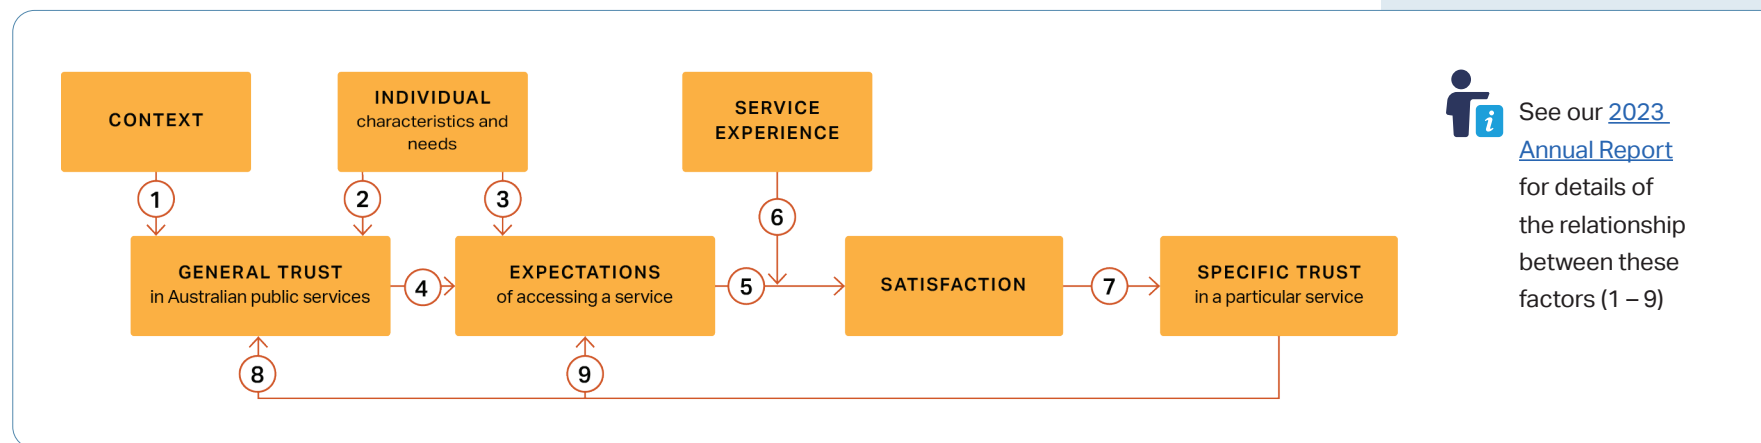 CONTEXT
INDIVIDUAL
characteristics and
needs
SERVICE
EXPERIENCE
1
2
3
6
GENERAL TRUST
in Australian public services
4
EXPECTATIONS
of accessing a service
5
SATISFACTION
7
SPECIFIC TRUST
in a particular service
8
9
i
See our 2023
Annual Report
for details of
the relationship
between these
factors (1 – 9)